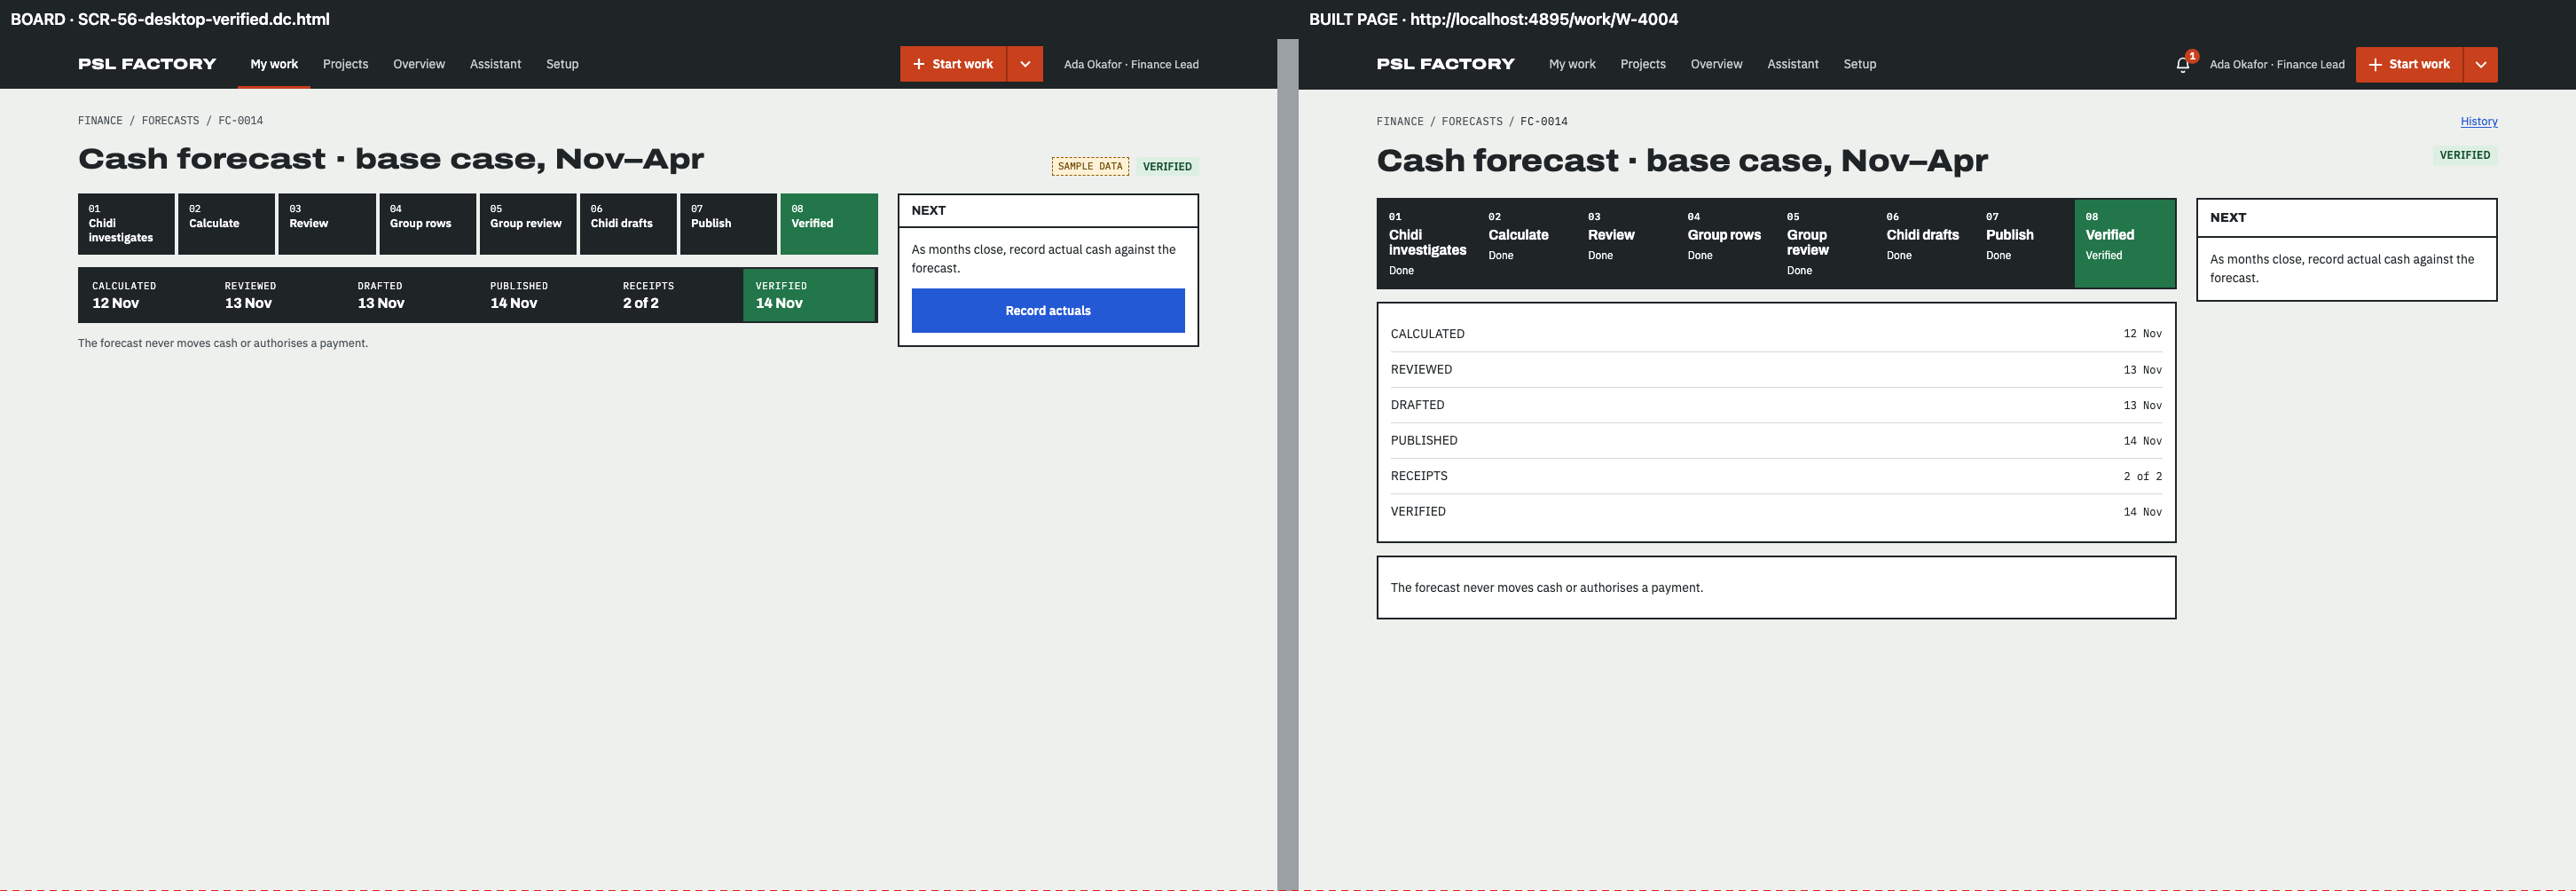 BOARD · SCR-56-desktop-verified.dc.html
PSL FACTORY My work Projects Overview Assistant Setup Start work Ada Okafor · Finance Lead
FINANCE / FORECASTS / FC-0014
Cash forecast · base case, Nov–Apr
SAMPLE DATA VERIFIED
01 Chidi investigates
02 Calculate
03 Review
04 Group rows
05 Group review
06 Chidi drafts
07 Publish
08 Verified
CALCULATED 12 Nov
REVIEWED 13 Nov
DRAFTED 13 Nov
PUBLISHED 14 Nov
RECEIPTS 2 of 2
VERIFIED 14 Nov
The forecast never moves cash or authorises a payment.
NEXT
As months close, record actual cash against the
forecast.
Record actuals
BUILT PAGE · http://localhost:4895/work/W-4004
PSL FACTORY My work Projects Overview Assistant Setup 1 Ada Okafor · Finance Lead Start work
FINANCE / FORECASTS / FC-0014
History
Cash forecast · base case, Nov–Apr
VERIFIED
01 Chidi investigates Done
02 Calculate Done
03 Review Done
04 Group rows Done
05 Group review Done
06 Chidi drafts Done
07 Publish Done
08 Verified Verified
CALCULATED 12 Nov
REVIEWED 13 Nov
DRAFTED 13 Nov
PUBLISHED 14 Nov
RECEIPTS 2 of 2
VERIFIED 14 Nov
The forecast never moves cash or authorises a payment.
NEXT
As months close, record actual cash against the
forecast.